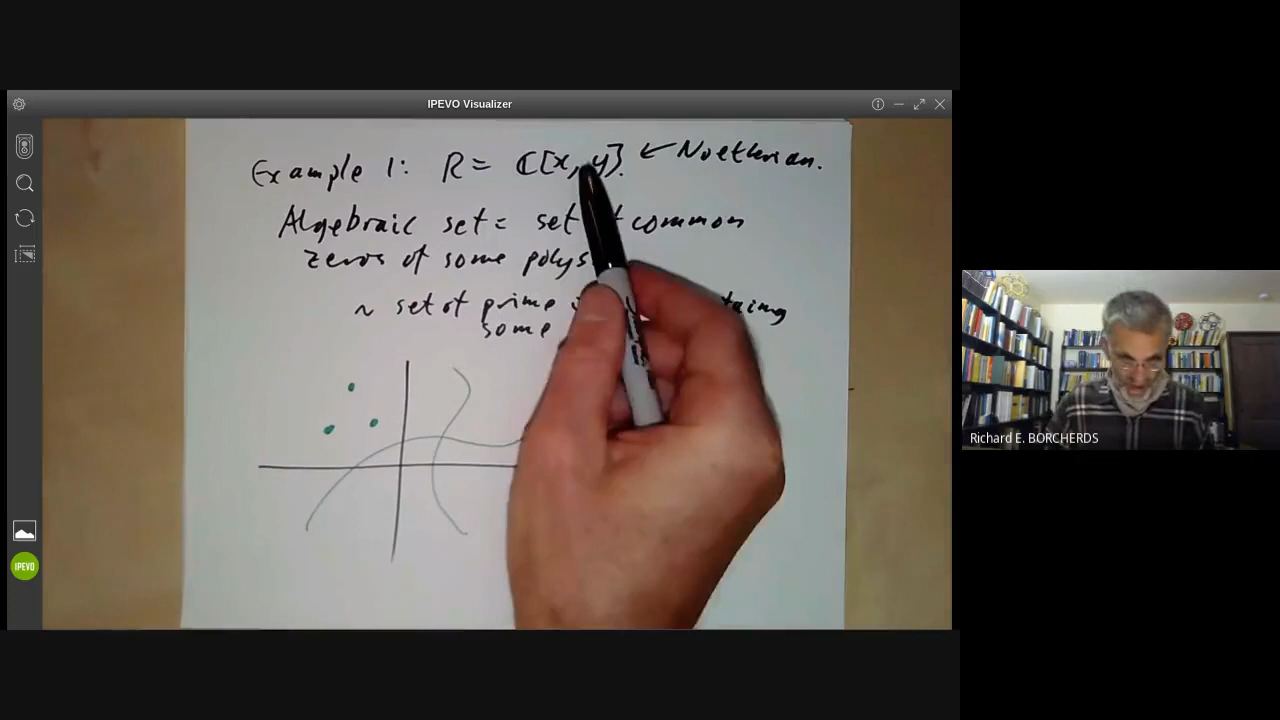 IPEVO Visualizer
Example 1: R = ℂ[x, y]. ← Noetherian.
Algebraic set = set common
zeros of some polys
~ set of prime
some
IPEVO
Richard E. BORCHERDS